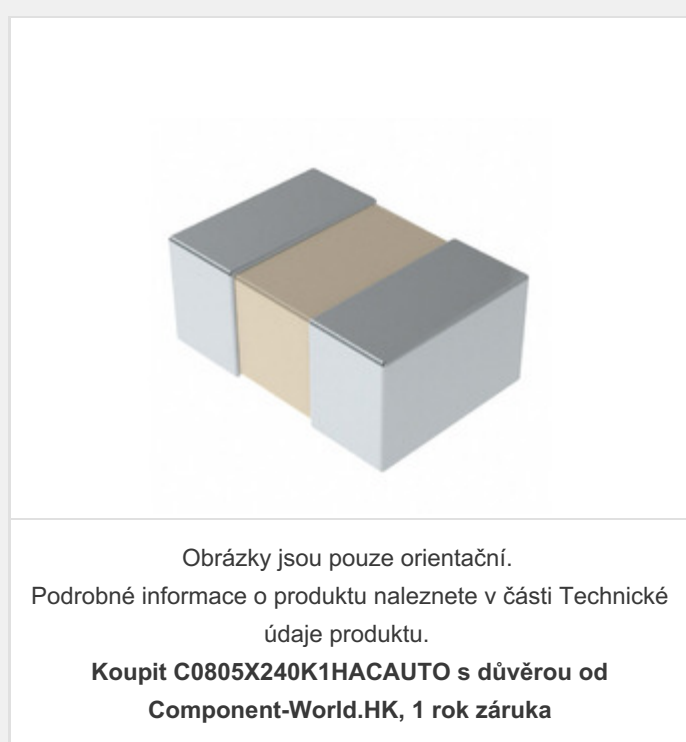 Obrázky jsou pouze orientační.
Podrobné informace o produktu naleznete v části Technické
údaje produktu.
Koupit C0805X240K1HACAUTO s důvěrou od
Component-World.HK, 1 rok záruka